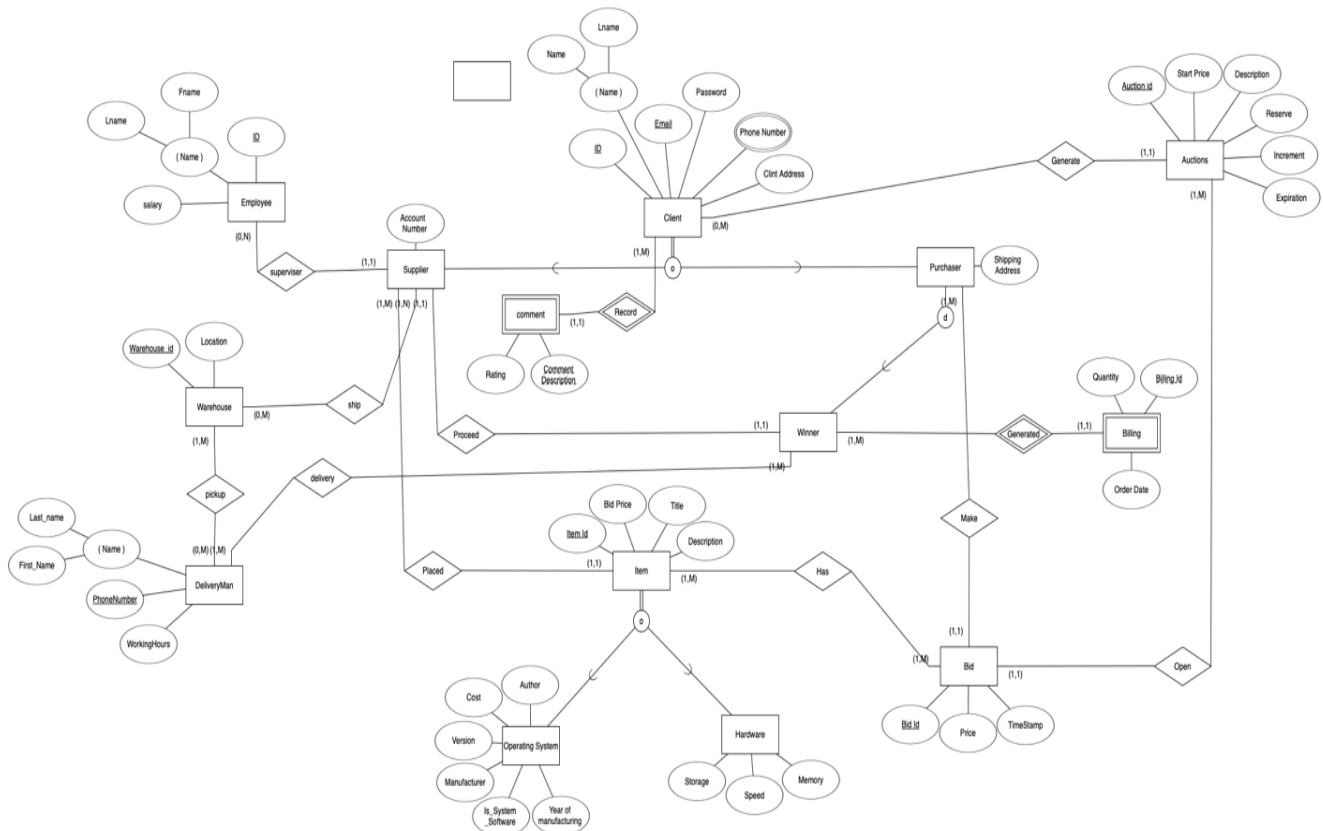 Lname
Name
( Name )
Email
Password
Phone Number
ID
Clint Address
Client
(0,M)
(1,M)
Auction id
Start Price
Description
Reserve
Increment
Expiration
Auctions
(1,1)
(1,M)
Generate
Fname
Lname
( Name )
ID
salary
Employee
(0,N)
superviser
(1,1)
Account
Number
Supplier
(1,M)
(1,N)
(1,1)
o
Purchaser
Shipping
Address
(1,M)
d
comment
(1,1)
Record
Rating
Comment
Description
Warehouse_id
Location
Warehouse
(0,M)
(1,M)
ship
Proceed
(1,1)
Winner
(1,M)
(1,M)
Generated
(1,1)
Billing
Quantity
Billing Id
Order Date
delivery
pickup
(0,M)
(1,M)
Last_name
First_Name
( Name )
PhoneNumber
WorkingHours
DeliveryMan
Placed
(1,1)
Item Id
Bid Price
Title
Description
Item
(1,M)
Has
(1,M)
Make
(1,1)
Bid
(1,1)
Open
Bid Id
Price
TimeStamp
o
Cost
Author
Version
Manufacturer
Is_System
_Software
Year of
manufacturing
Operating System
Hardware
Storage
Speed
Memory